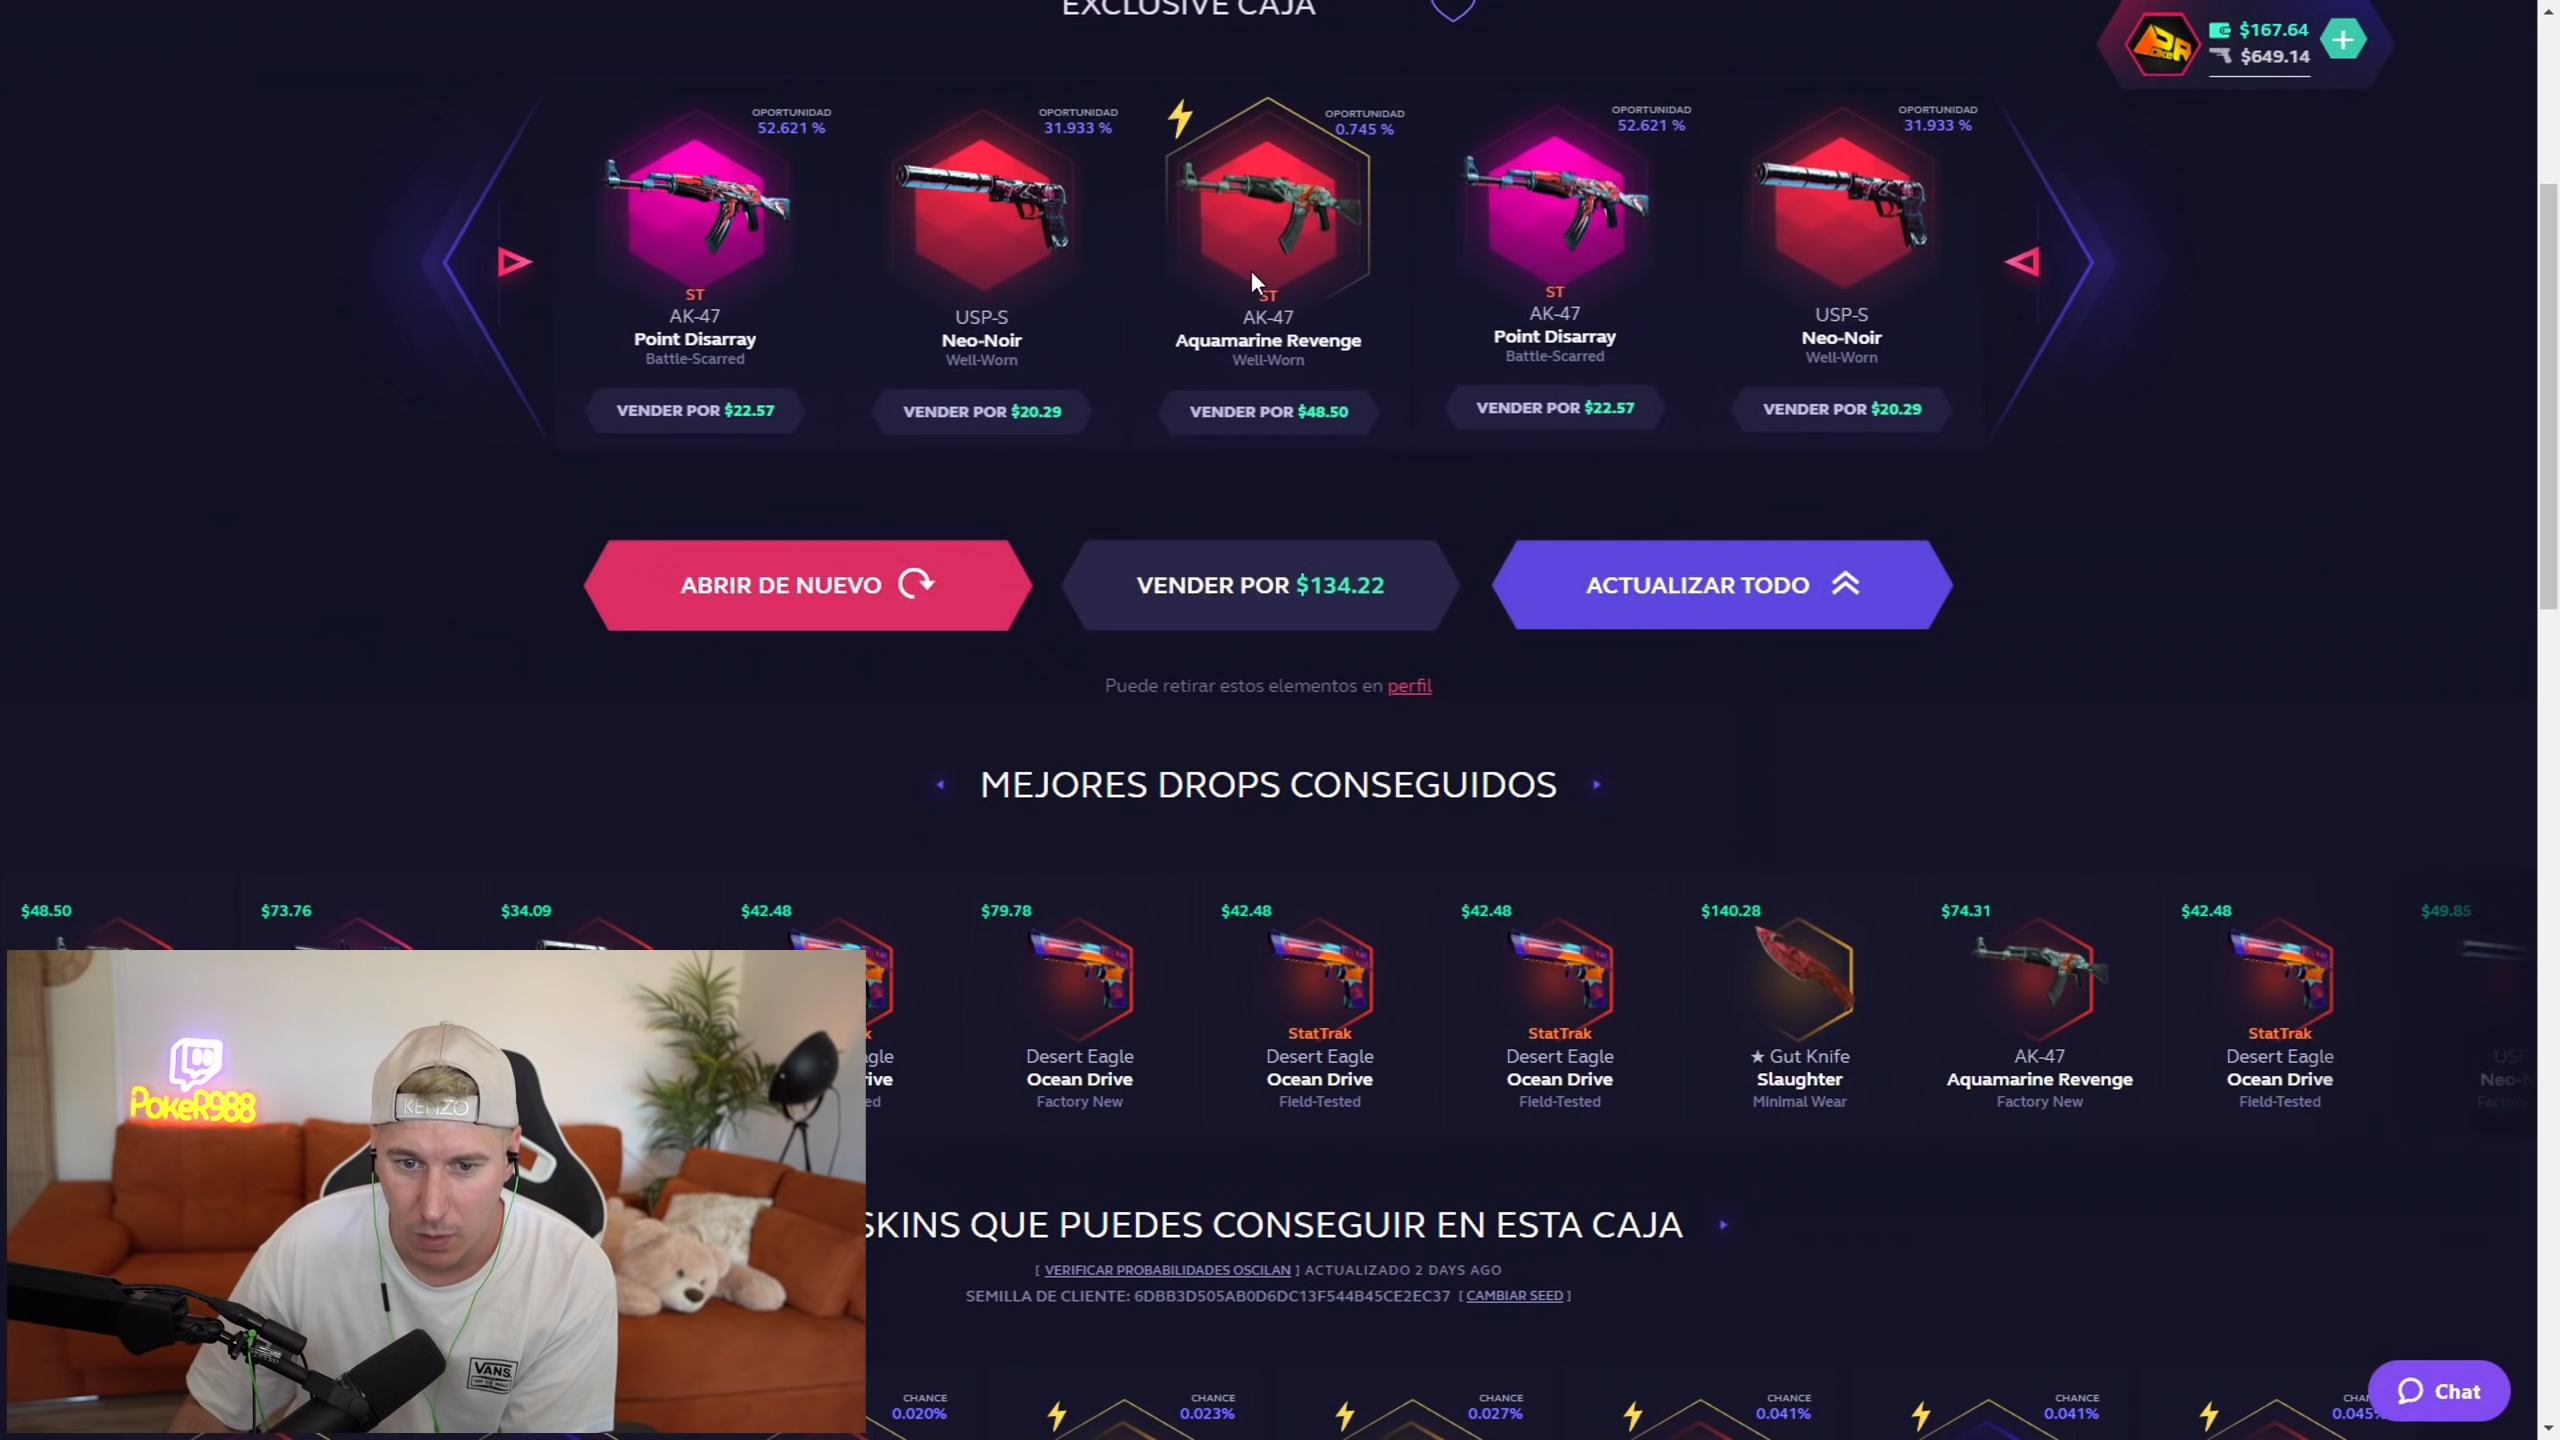 EXCLUSIVE CAJA
$167.64
$649.14
OPORTUNIDAD
52.621 %
ST
AK-47
Point Disarray
Battle-Scarred
VENDER POR $22.57
OPORTUNIDAD
31.933 %
USP-S
Neo-Noir
Well-Worn
VENDER POR $20.29
OPORTUNIDAD
0.745 %
ST
AK-47
Aquamarine Revenge
Well-Worn
VENDER POR $48.50
OPORTUNIDAD
52.621 %
ST
AK-47
Point Disarray
Battle-Scarred
VENDER POR $22.57
OPORTUNIDAD
31.933 %
USP-S
Neo-Noir
Well-Worn
VENDER POR $20.29
ABRIR DE NUEVO
VENDER POR $134.22
ACTUALIZAR TODO
Puede retirar estos elementos en perfil
MEJORES DROPS CONSEGUIDOS
$48.50
$73.76
$34.09
$42.48
$79.78
Desert Eagle
Ocean Drive
Factory New
$42.48
StatTrak
Desert Eagle
Ocean Drive
Field-Tested
$42.48
StatTrak
Desert Eagle
Ocean Drive
Field-Tested
$140.28
★ Gut Knife
Slaughter
Minimal Wear
$74.31
AK-47
Aquamarine Revenge
Factory New
$42.48
StatTrak
Desert Eagle
Ocean Drive
Field-Tested
$49.85
PokeR988
KENZO
VANS
SKINS QUE PUEDES CONSEGUIR EN ESTA CAJA
[ VERIFICAR PROBABILIDADES OSCILAN ] ACTUALIZADO 2 DAYS AGO
SEMILLA DE CLIENTE: 6DBB3D505AB0D6DC13F544B45CE2EC37 [ CAMBIAR SEED ]
CHANCE
0.020%
CHANCE
0.023%
CHANCE
0.027%
CHANCE
0.041%
CHANCE
0.041%
0.045%
Chat